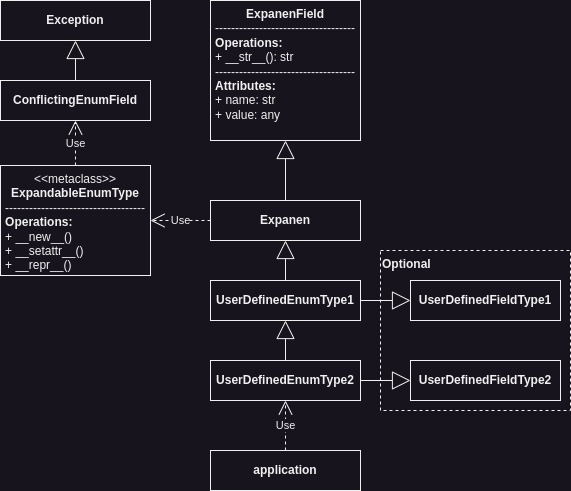 Exception
ConflictingEnumField
Use
<<metaclass>>
ExpandableEnumType
Operations:
+ __new__()
+ __setattr__()
+ __repr__()
ExpanenField
Operations:
+ __str__(): str
Attributes:
+ name: str
+ value: any
Use
Expanen
UserDefinedEnumType1
UserDefinedEnumType2
Use
application
Optional
UserDefinedFieldType1
UserDefinedFieldType2